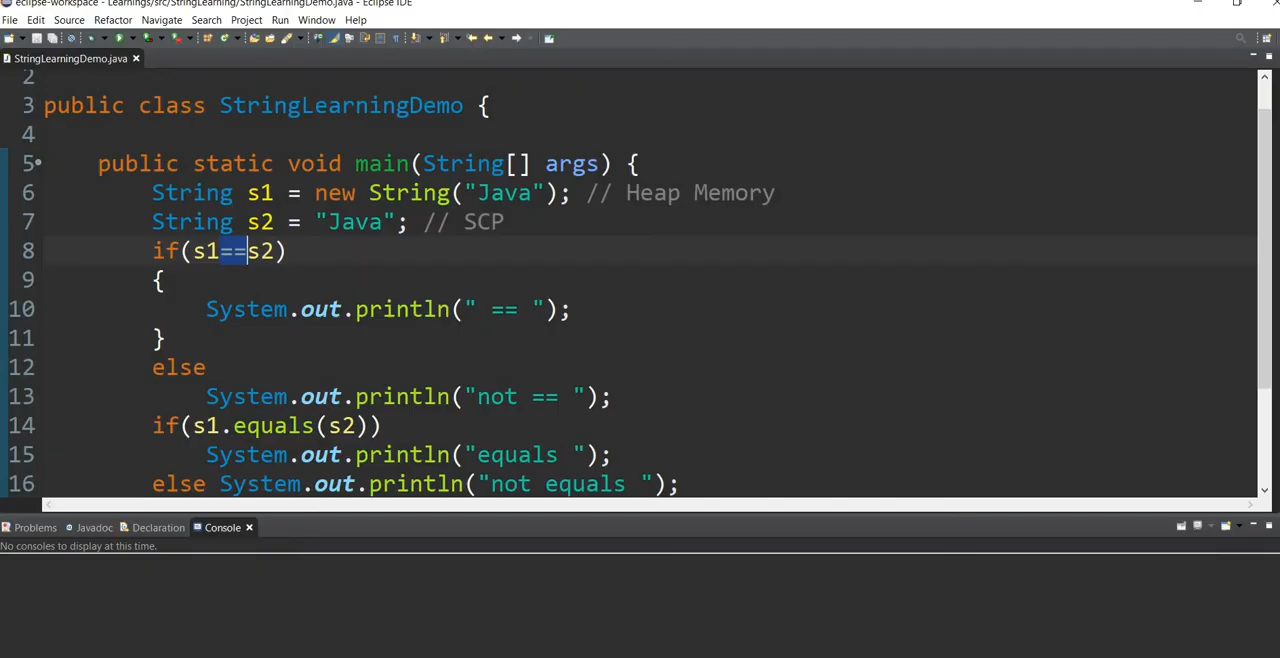 eclipse-workspace - Learnings/src/StringLearning/StringLearningDemo.java - Eclipse IDE
File Edit Source Refactor Navigate Search Project Run Window Help
StringLearningDemo.java
2
3 public class StringLearningDemo {
4
5 public static void main(String[] args) {
6 String s1 = new String("Java"); // Heap Memory
7 String s2 = "Java"; // SCP
8 if(s1==s2)
9 {
10 System.out.println(" == ");
11 }
12 else
13 System.out.println("not == ");
14 if(s1.equals(s2))
15 System.out.println("equals ");
16 else System.out.println("not equals ");
Problems Javadoc Declaration Console
No consoles to display at this time.